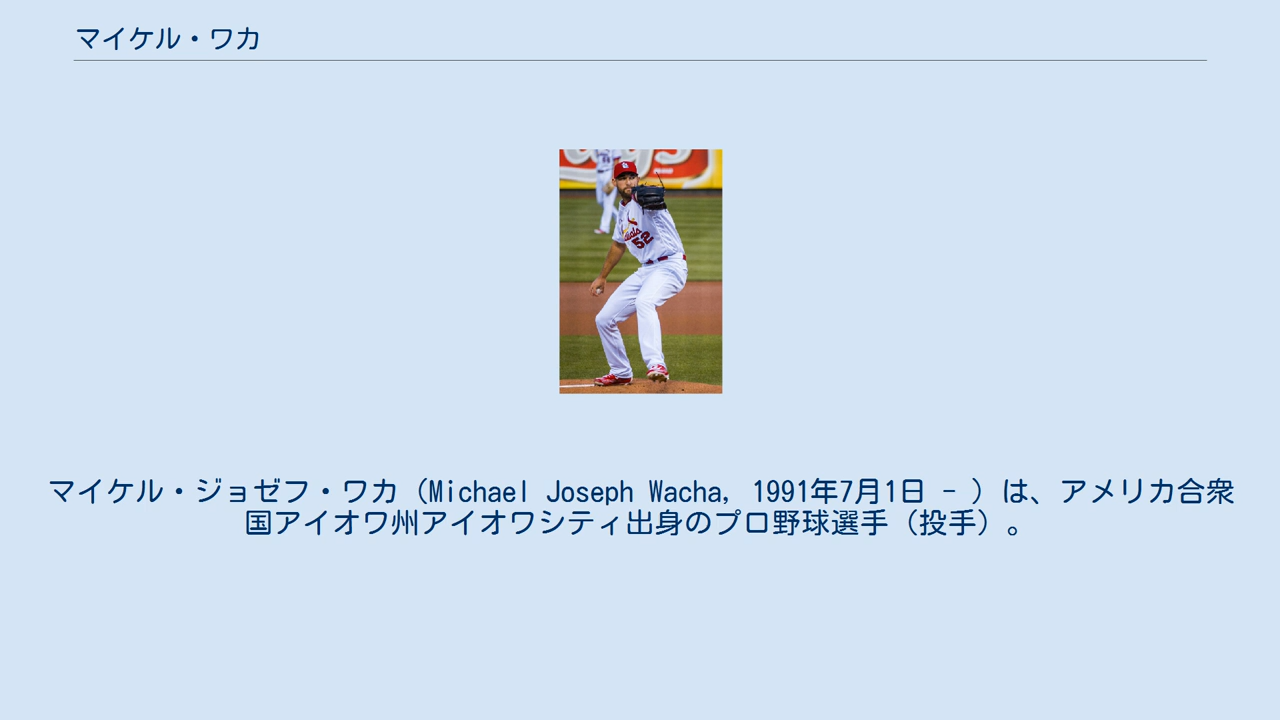 マイケル・ワカ
52
マイケル・ジョゼフ・ワカ（Michael Joseph Wacha, 1991年7月1日 - ）は、アメリカ合衆
国アイオワ州アイオワシティ出身のプロ野球選手（投手）。